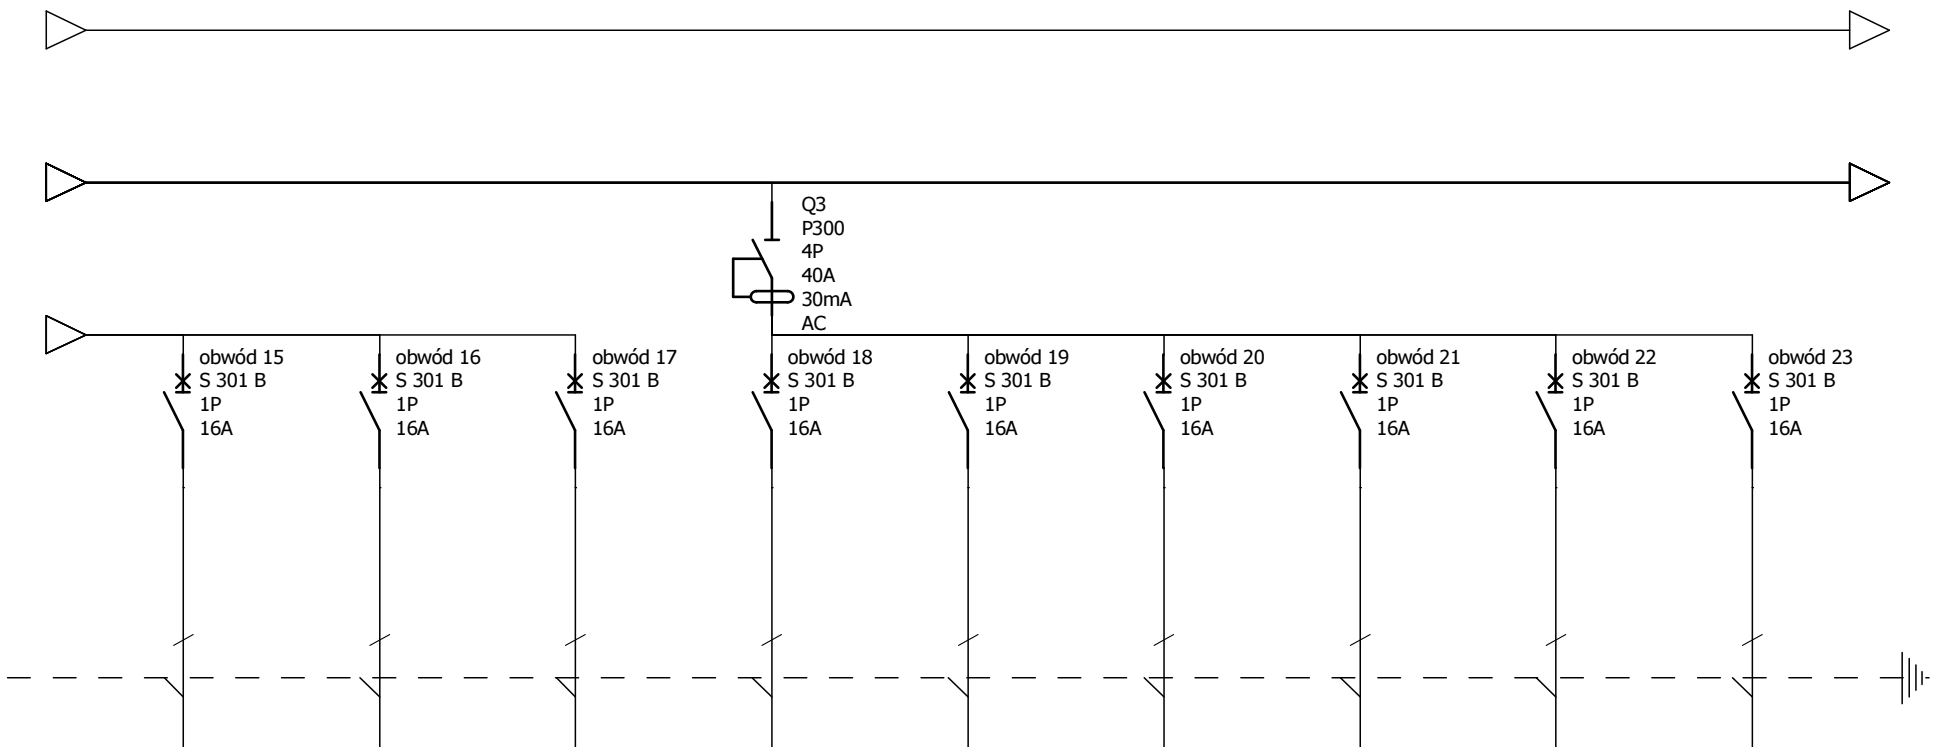 Q3
P300
4P
40A
30mA
AC
obwód 15
S 301 B
1P
16A
obwód 16
S 301 B
1P
16A
obwód 17
S 301 B
1P
16A
obwód 18
S 301 B
1P
16A
obwód 19
S 301 B
1P
16A
obwód 20
S 301 B
1P
16A
obwód 21
S 301 B
1P
16A
obwód 22
S 301 B
1P
16A
obwód 23
S 301 B
1P
16A